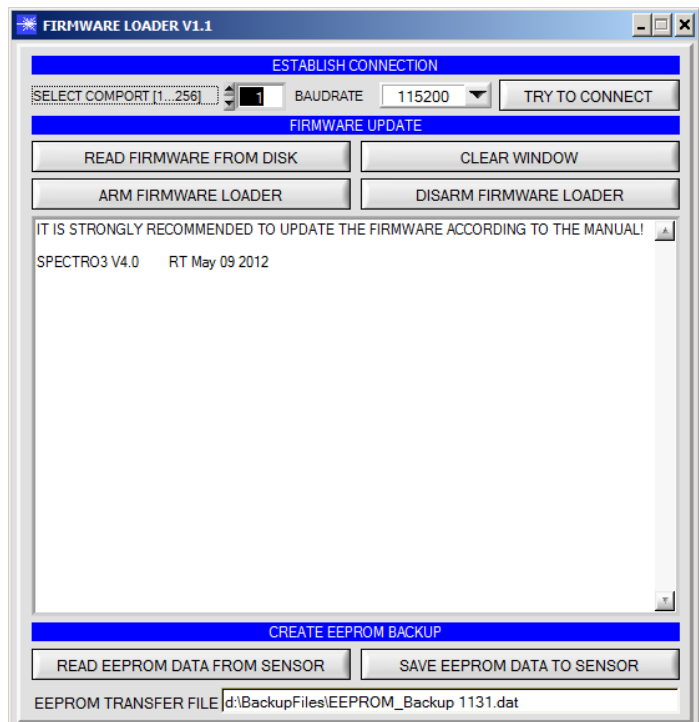 FIRMWARE LOADER V1.1
ESTABLISH CONNECTION
SELECT COMPORT [1...256] 1 BAUDRATE 115200 TRY TO CONNECT
FIRMWARE UPDATE
READ FIRMWARE FROM DISK CLEAR WINDOW
ARM FIRMWARE LOADER DISARM FIRMWARE LOADER
IT IS STRONGLY RECOMMENDED TO UPDATE THE FIRMWARE ACCORDING TO THE MANUAL!
SPECTRO3 V4.0 RT May 09 2012
CREATE EEPROM BACKUP
READ EEPROM DATA FROM SENSOR SAVE EEPROM DATA TO SENSOR
EEPROM TRANSFER FILE d:\BackupFiles\EEPROM_Backup 1131.dat